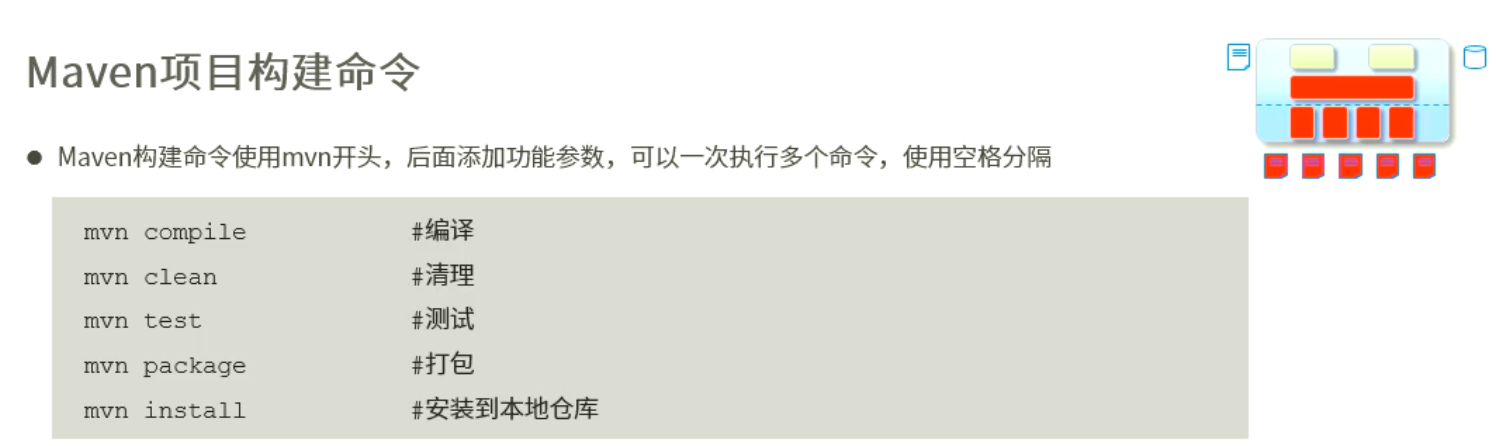 Maven项目构建命令
● Maven构建命令使用mvn开头，后面添加功能参数，可以一次执行多个命令，使用空格分隔
mvn compile #编译
mvn clean #清理
mvn test #测试
mvn package #打包
mvn install #安装到本地仓库